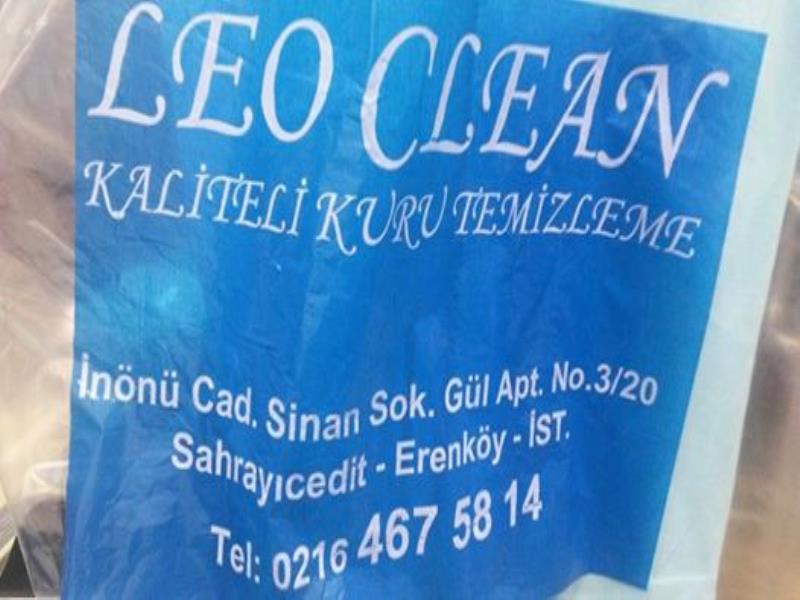 LEO CLEAN
KALİTELİ KURU TEMİZLEME
İnönü Cad. Sinan Sok. Gül Apt. No.3/20
Sahrayıcedit - Erenköy - İST.
Tel: 0216 467 58 14